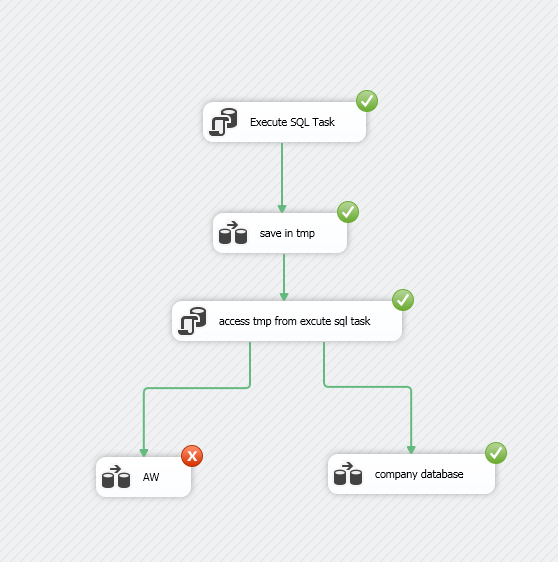 Execute SQL Task
save in tmp
access tmp from excute sql task
AW
company database